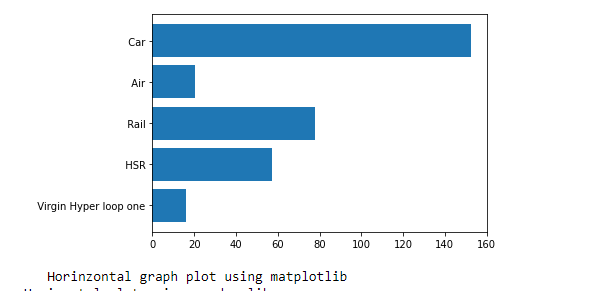 Car
Air
Rail
HSR
Virgin Hyper loop one
0 20 40 60 80 100 120 140 160
Horinzontal graph plot using matplotlib